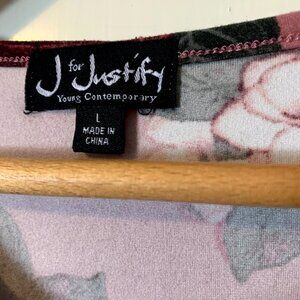 J for Justify
Young Contemporary
L
MADE IN
CHINA